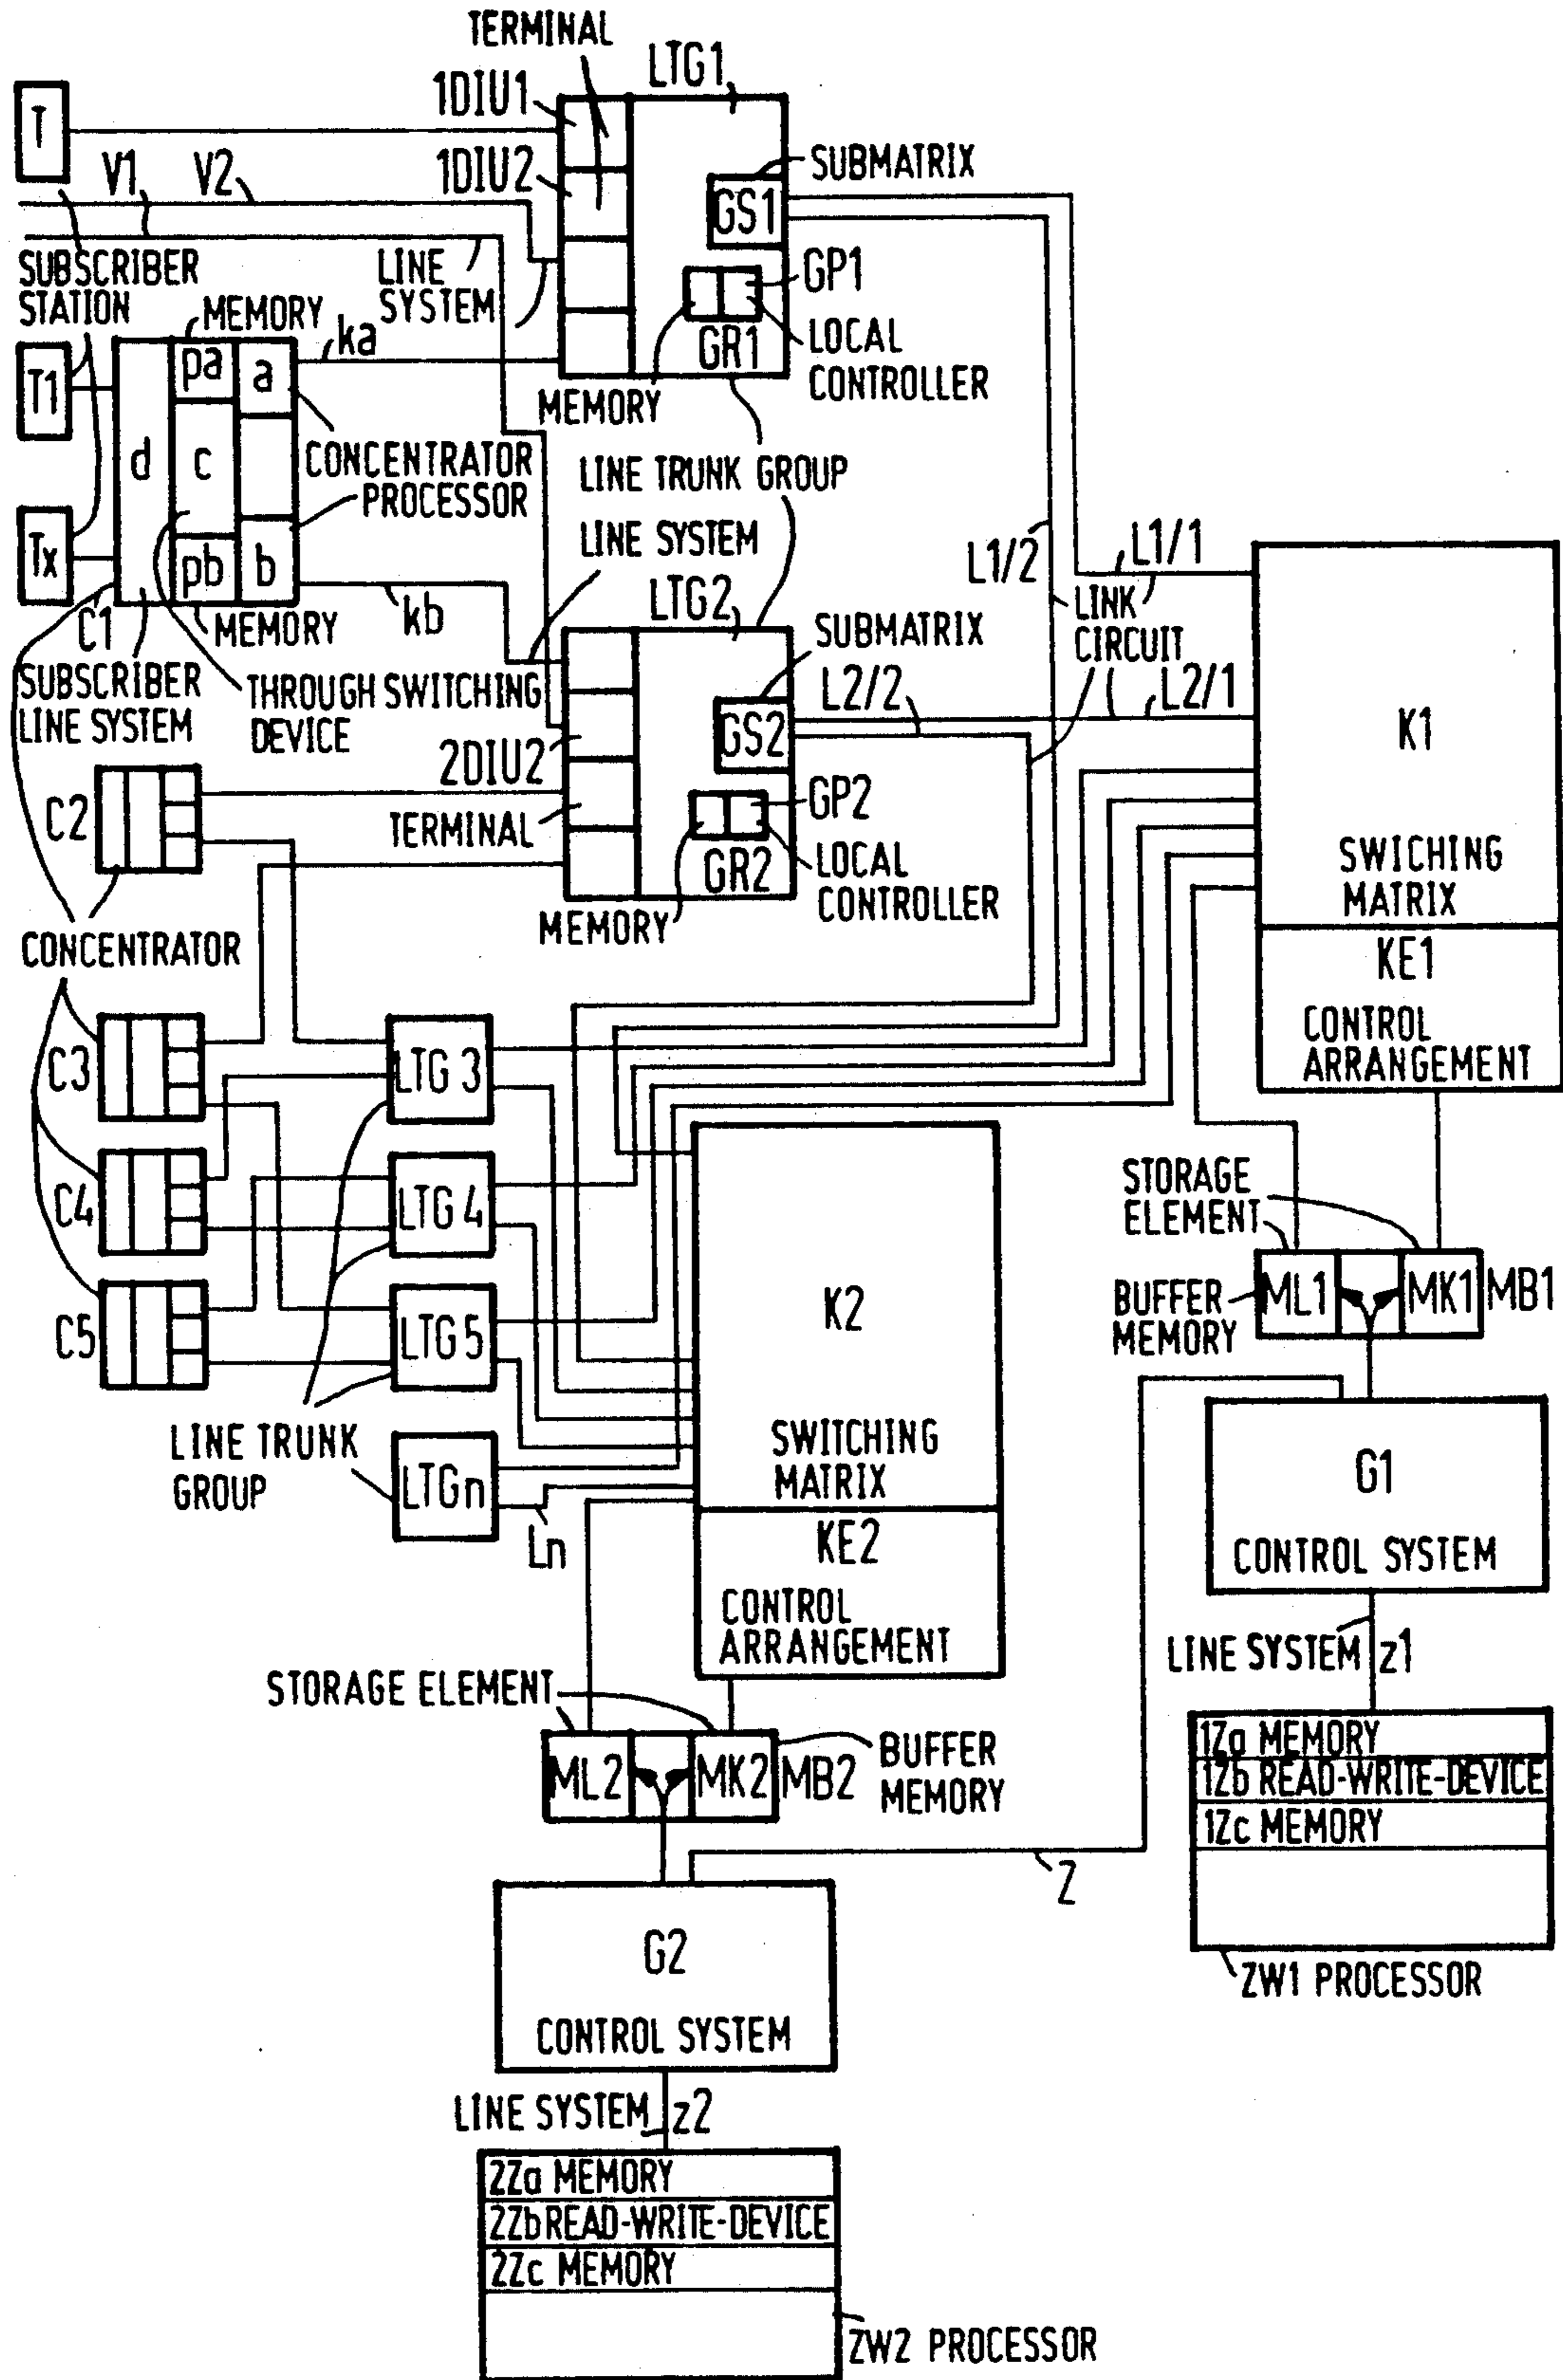 TERMINAL
LTG1
1DIU1
T
V1
V2
1DIU2
SUBMATRIX
GS1
SUBSCRIBER
STATION
LINE
SYSTEM
GP1
MEMORY
ka
GR1
LOCAL
CONTROLLER
T1
pa
a
MEMORY
d
c
CONCENTRATOR
PROCESSOR
LINE TRUNK GROUP
Tx
pb
b
LINE SYSTEM
L1/2
L1/1
C1
MEMORY
kb
LTG2
LINK
CIRCUIT
SUBMATRIX
SUBSCRIBER
LINE SYSTEM
THROUGH SWITCHING
DEVICE
L2/2
L2/1
GS2
K1
2DIU2
C2
GP2
TERMINAL
GR2
LOCAL
CONTROLLER
SWICHING
MATRIX
MEMORY
CONCENTRATOR
KE1
CONTROL
ARRANGEMENT
C3
LTG 3
STORAGE
ELEMENT
C4
LTG 4
ML1
MK1
MB1
BUFFER
MEMORY
K2
C5
LTG 5
LINE TRUNK
GROUP
SWITCHING
MATRIX
G1
LTGn
Ln
KE2
CONTROL SYSTEM
CONTROL
ARRANGEMENT
LINE SYSTEM
z1
STORAGE ELEMENT
1Za MEMORY
1Zb READ-WRITE-DEVICE
1Zc MEMORY
ML2
MK2
MB2
BUFFER
MEMORY
Z
G2
ZW1 PROCESSOR
CONTROL SYSTEM
LINE SYSTEM
z2
2Za MEMORY
2Zb READ-WRITE-DEVICE
2Zc MEMORY
ZW2 PROCESSOR